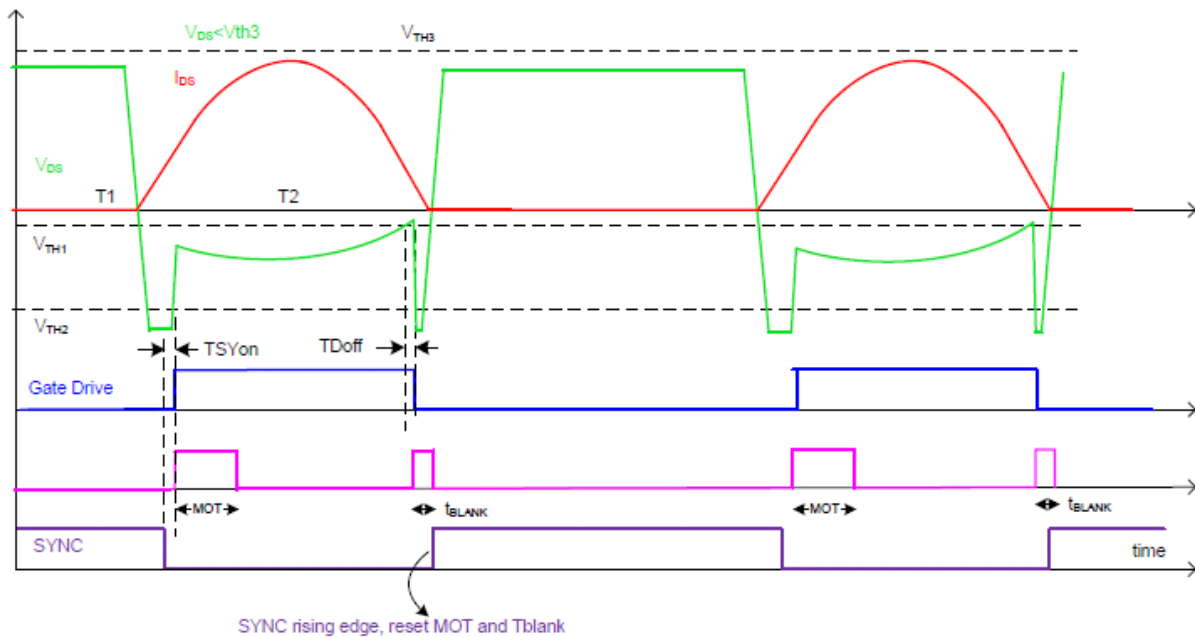 VDS<Vth3
VTH3
IDS
VDS
T1
T2
VTH1
VTH2
TSYon
TDoff
Gate Drive
MOT
tBLANK
MOT
tBLANK
SYNC
time
SYNC rising edge, reset MOT and Tblank